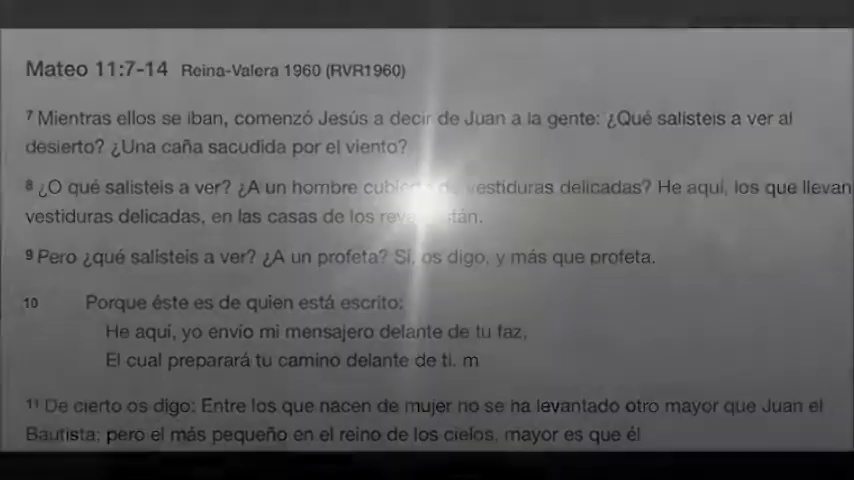 Mateo 11:7-14 Reina-Valera 1960 (RVR1960)
7 Mientras ellos se iban, comenzó Jesús a decir de Juan a la gente: ¿Qué salisteis a ver al
desierto? ¿Una caña sacudida por el viento?
8 ¿O qué salisteis a ver? ¿A un hombre cubierto de vestiduras delicadas? He aquí, los que llevan
vestiduras delicadas, en las casas de los reyes están.
9 Pero ¿qué salisteis a ver? ¿A un profeta? Sí, os digo, y más que profeta.
10 Porque éste es de quien está escrito:
He aquí, yo envío mi mensajero delante de tu faz,
El cual preparará tu camino delante de ti. m
11 De cierto os digo: Entre los que nacen de mujer no se ha levantado otro mayor que Juan el
Bautista; pero el más pequeño en el reino de los cielos, mayor es que él